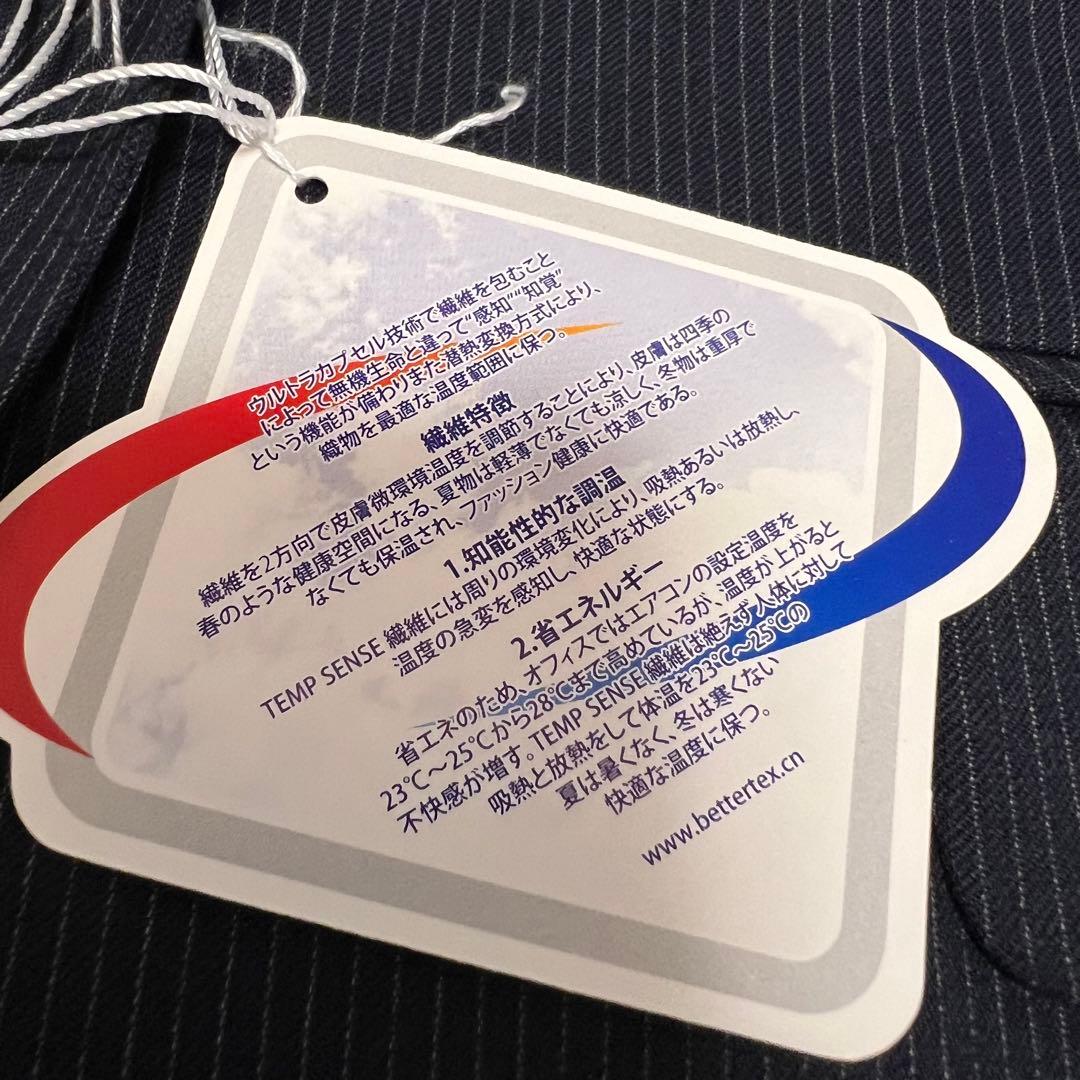 ウルトラカプセル技術で繊維を包むこと
によって無機生命と違って"感知""知覚"
という機能が備わりまた潜熱変換方式により、
織物を最適な温度範囲に保つ。
繊維特徴
繊維を2方向で皮膚微環境温度を調節することにより、皮膚は四季の
春のような健康空間になる、夏物は軽薄でなくても涼しく、冬物は重厚で
なくても保温され、ファッション健康に快適である。
1.知能性的な調温
TEMP SENSE 繊維には周りの環境変化により、吸熱あるいは放熱し、
温度の急変を感知し、快適な状態にする。
2.省エネルギー
省エネのため、オフィスではエアコンの設定温度を
23℃～25℃から28℃まで高めているが、温度が上がると
不快感が増す。TEMP SENSE繊維は絶えず人体に対して
吸熱と放熱をして体温を23℃～25℃の
夏は暑くなく、冬は寒くない
快適な温度に保つ。
www.bettertex.cn